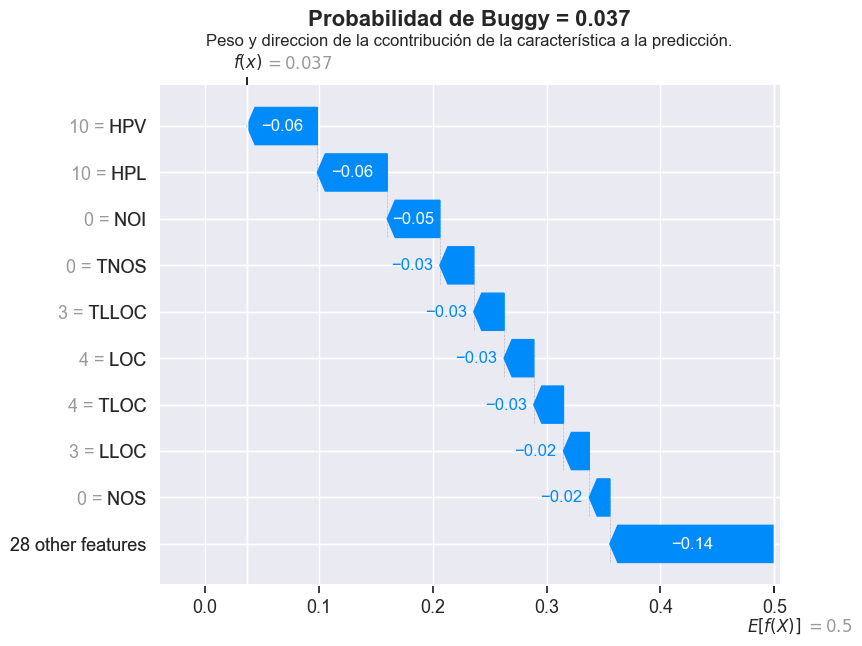 Probabilidad de Buggy = 0.037
Peso y direccion de la ccontribución de la característica a la predicción.
f(x) = 0.037
10 = HPV −0.06
10 = HPL −0.06
0 = NOI −0.05
0 = TNOS −0.03
3 = TLLOC −0.03
4 = LOC −0.03
4 = TLOC −0.03
3 = LLOC −0.02
0 = NOS −0.02
28 other features −0.14
0.0 0.1 0.2 0.3 0.4 0.5
E[f(X)] = 0.5